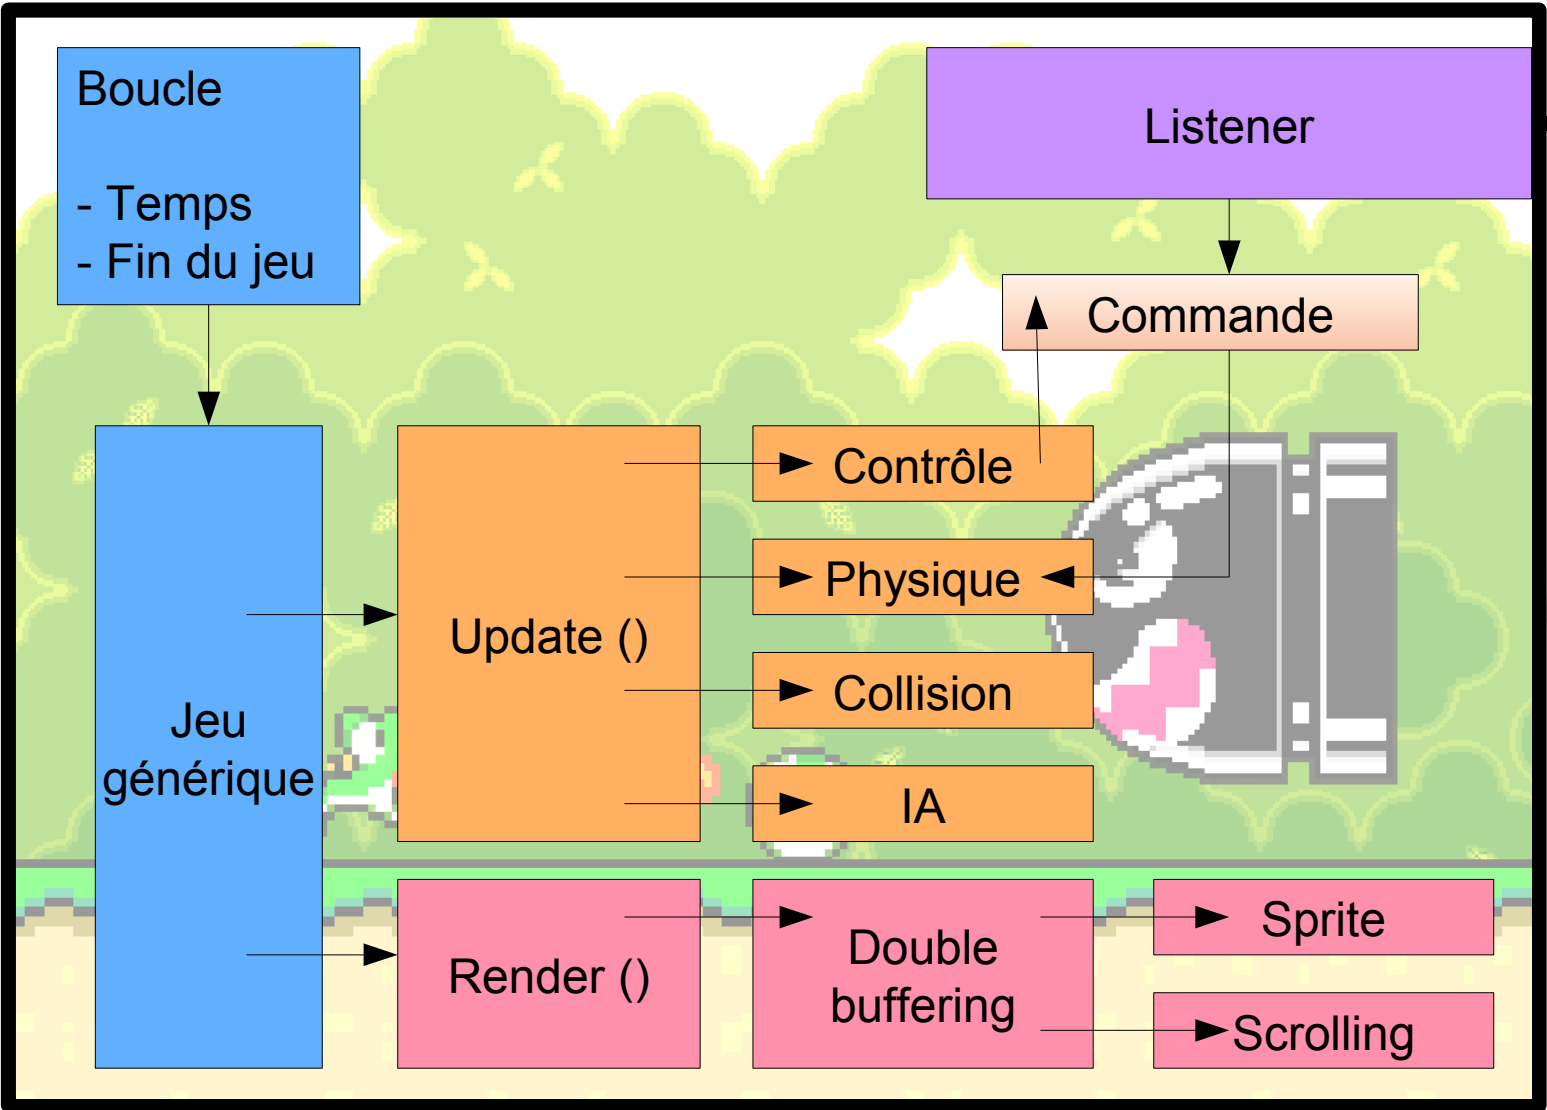 Boucle
- Temps
- Fin du jeu
Listener
Commande
Jeu
générique
Update ()
Contrôle
Physique
Collision
IA
Render ()
Double
buffering
Sprite
Scrolling